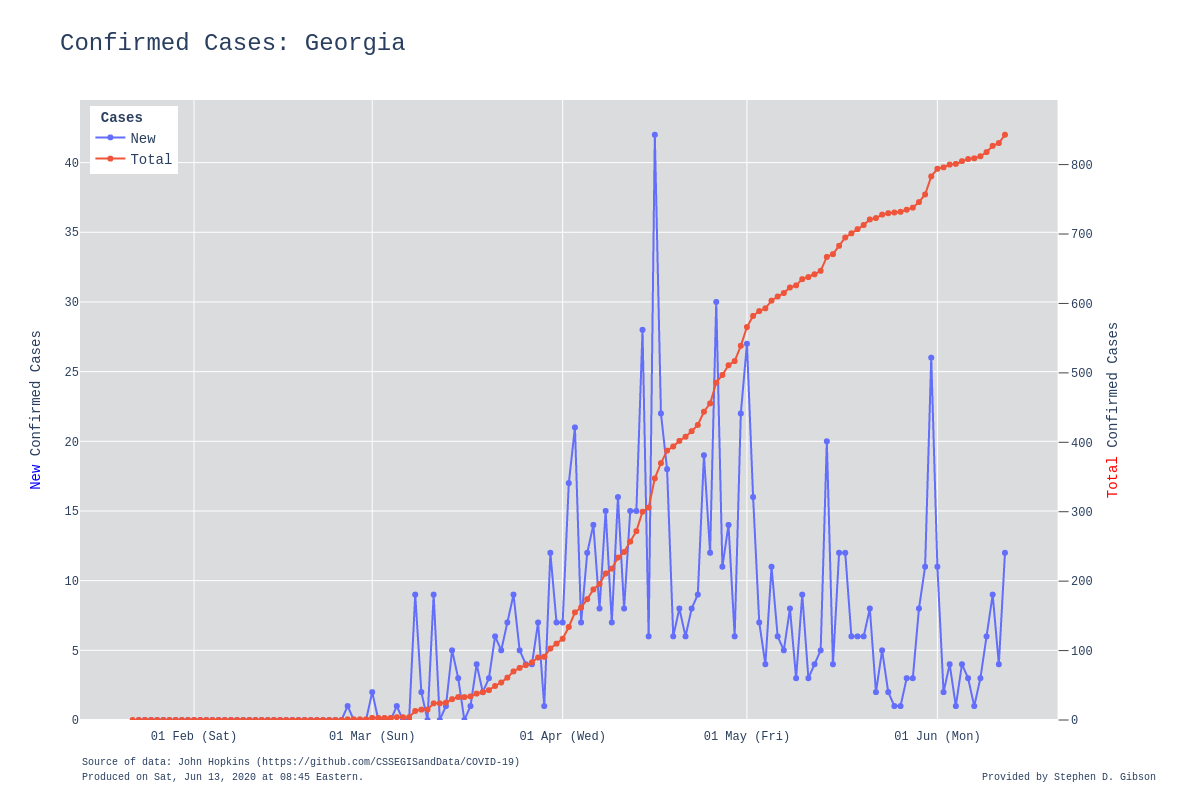 Confirmed Cases: Georgia
Cases
New
Total
40
35
30
25
20
15
10
5
0
New Confirmed Cases
800
700
600
500
400
300
200
100
0
Total Confirmed Cases
01 Feb (Sat)
01 Mar (Sun)
01 Apr (Wed)
01 May (Fri)
01 Jun (Mon)
Source of data: John Hopkins (https://github.com/CSSEGISandData/COVID-19)
Produced on Sat, Jun 13, 2020 at 08:45 Eastern.
Provided by Stephen D. Gibson